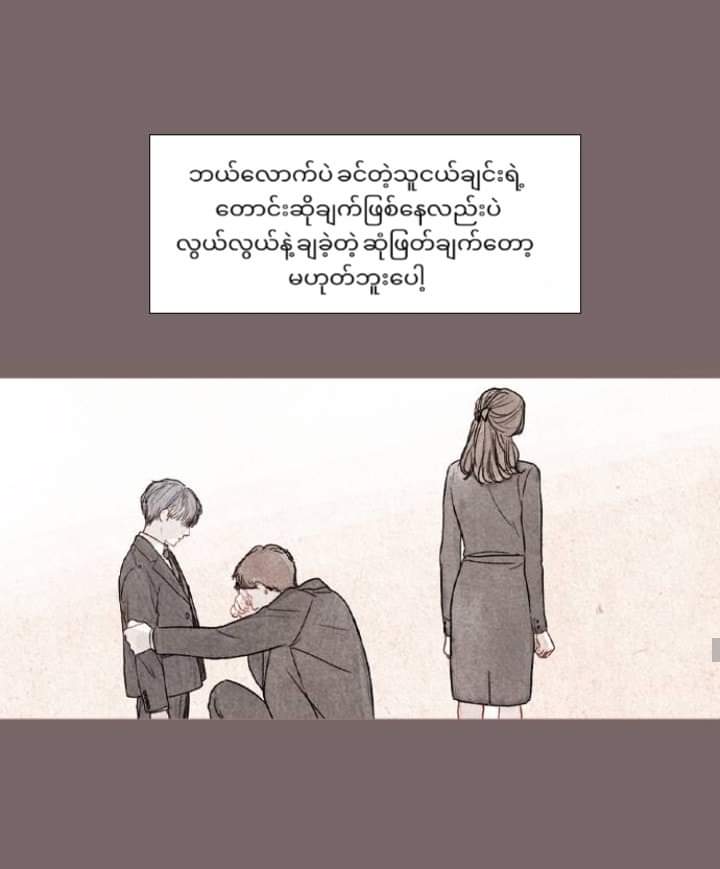 ဘယ်လောက်ပဲ ခင်တဲ့သူငယ်ချင်းရဲ့
တောင်းဆိုချက်ဖြစ်နေလည်းပဲ
လွယ်လွယ်နဲ့ ချခဲ့တဲ့ ဆုံးဖြတ်ချက်တော့
မဟုတ်ဘူးပေါ့